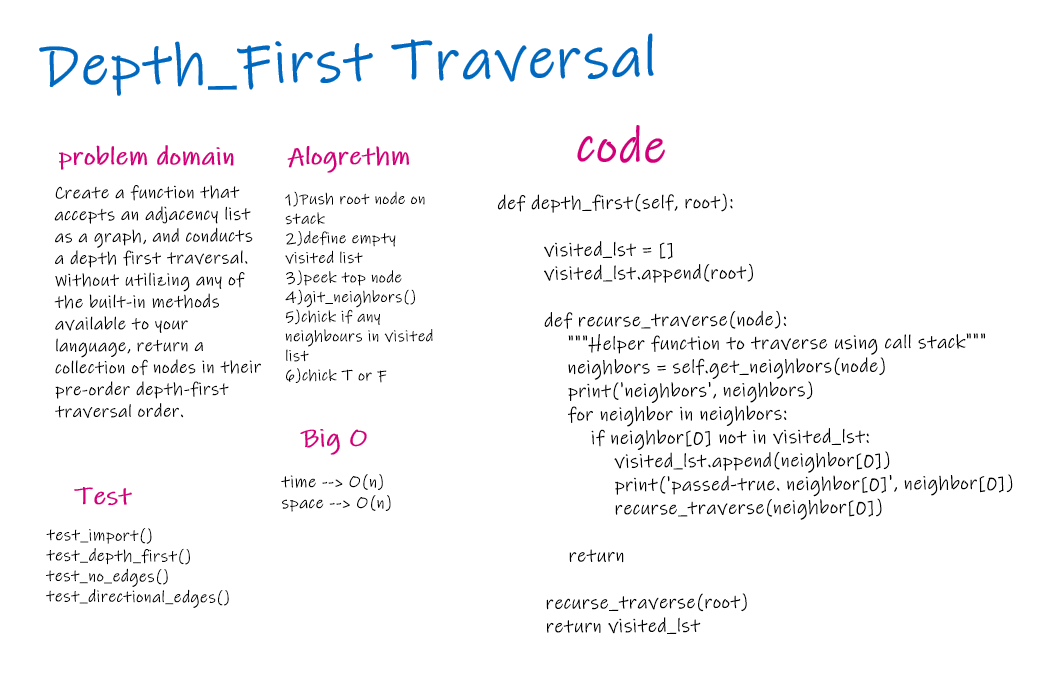 Depth_First Traversal
problem domain
Create a function that
accepts an adjacency list
as a graph, and conducts
a depth first traversal.
Without utilizing any of
the built-in methods
available to your
language, return a
collection of nodes in their
pre-order depth-first
traversal order.
Test
test_import()
test_depth_first()
test_no_edges()
test_directional_edges()
Alogrethm
1)Push root node on
stack
2)define empty
visited list
3)peek top node
4)git_neighbors()
5)chick if any
neighbours in visited
list
6)chick T or F
Big O
time --> O(n)
space --> O(n)
code
def depth_first(self, root):
visited_lst = []
visited_lst.append(root)
def recurse_traverse(node):
"""Helper function to traverse using call stack"""
neighbors = self.get_neighbors(node)
print('neighbors', neighbors)
for neighbor in neighbors:
if neighbor[0] not in visited_lst:
visited_lst.append(neighbor[0])
print('passed-true. neighbor[0]', neighbor[0])
recurse_traverse(neighbor[0])
return
recurse_traverse(root)
return visited_lst